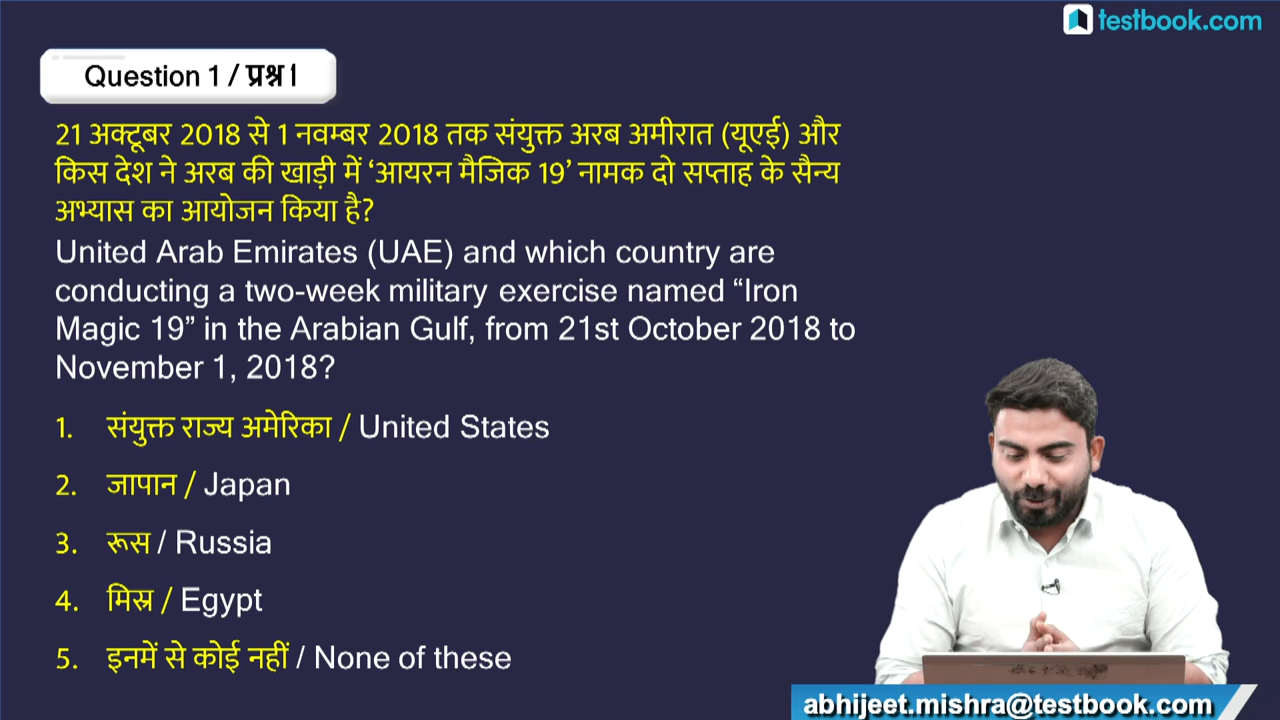 testbook.com
Question 1 / प्रश्न 1
21 अक्टूबर 2018 से 1 नवम्बर 2018 तक संयुक्त अरब अमीरात (यूएई) और
किस देश ने अरब की खाड़ी में ‘आयरन मैजिक 19’ नामक दो सप्ताह के सैन्य
अभ्यास का आयोजन किया है?
United Arab Emirates (UAE) and which country are
conducting a two-week military exercise named “Iron
Magic 19” in the Arabian Gulf, from 21st October 2018 to
November 1, 2018?
1. संयुक्त राज्य अमेरिका / United States
2. जापान / Japan
3. रूस / Russia
4. मिस्र / Egypt
5. इनमें से कोई नहीं / None of these
abhijeet.mishra@testbook.com